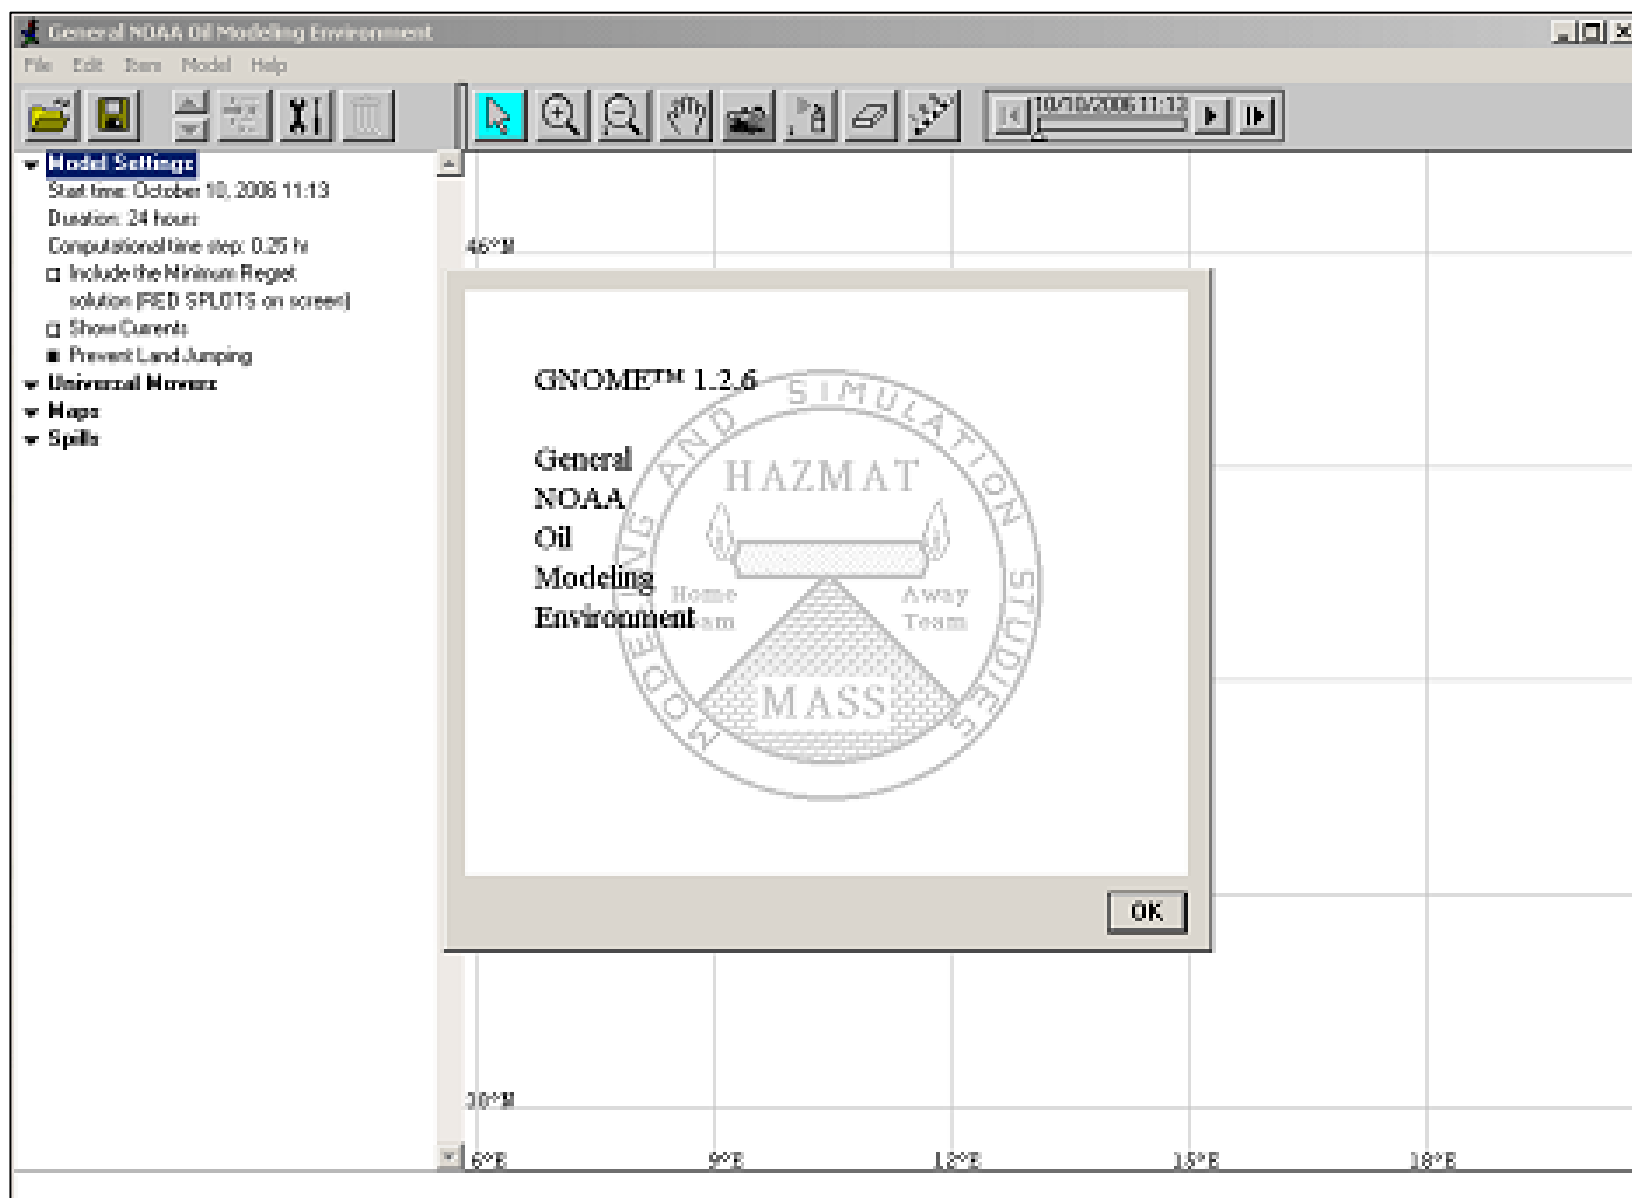 General NOAA Oil Modeling Environment
File Edit Item Model Help
10/10/2006 11:13
Model Settings
Start time: October 10, 2006 11:13
Duration: 24 hours
Computational time step: 0.25 hr
Include the Minimum Regret
solution (RED SPLOTS on screen)
Show Currents
Prevent Land Jumping
Universal Movers
Maps
Spills
46°N
GNOME™ 1.2.6
General
NOAA
Oil
Modeling
Environment
MODELING AND SIMULATION STUDIES
HAZMAT
Home
Away
Team
MASS
OK
6°E 9°E 12°E 15°E 18°E